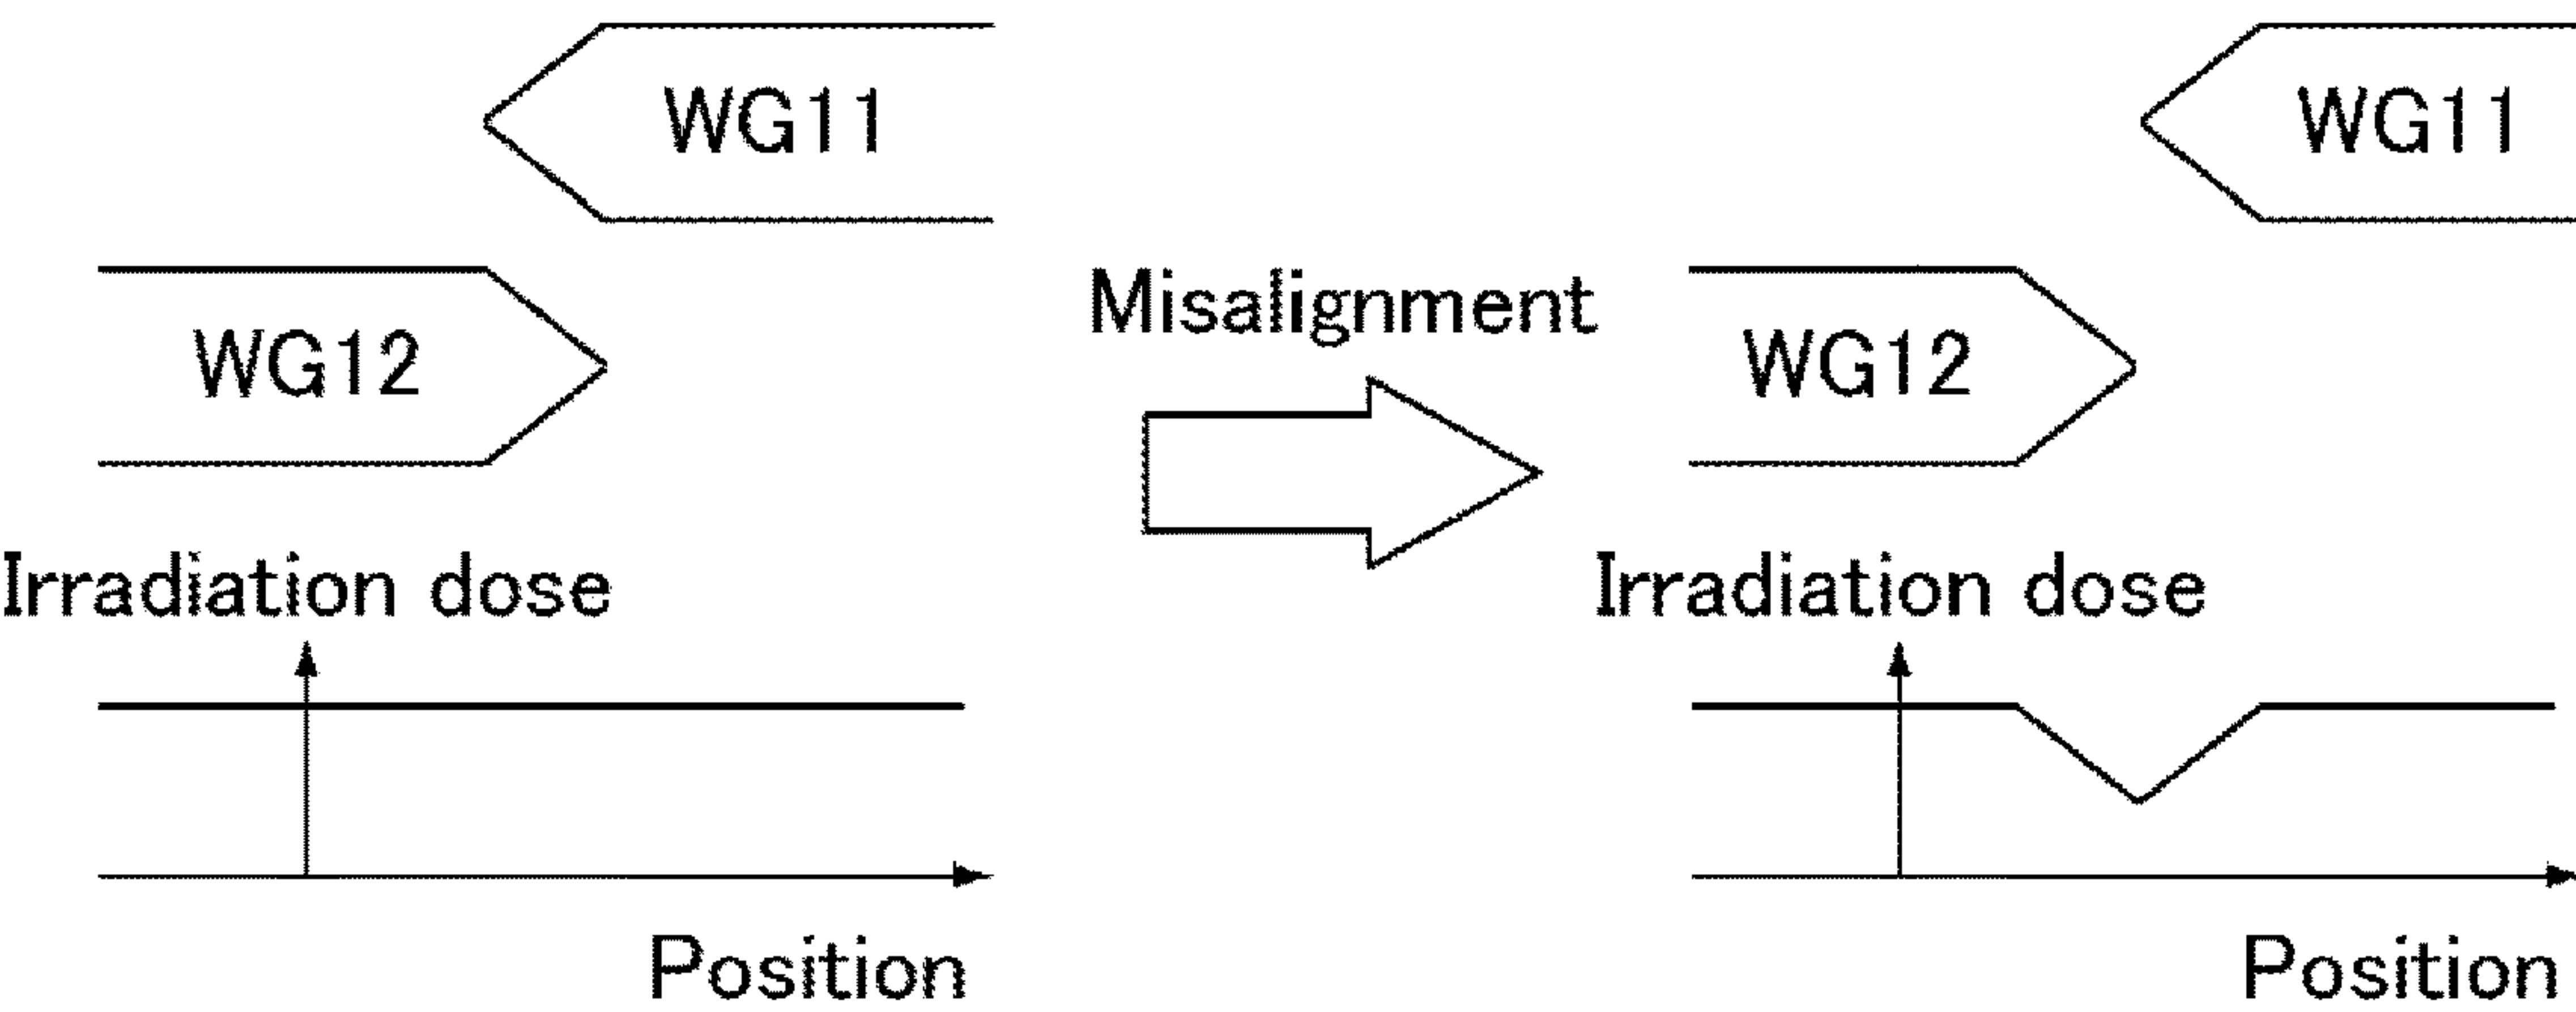 WG11
WG12
Irradiation dose
Position
Misalignment
WG11
WG12
Irradiation dose
Position